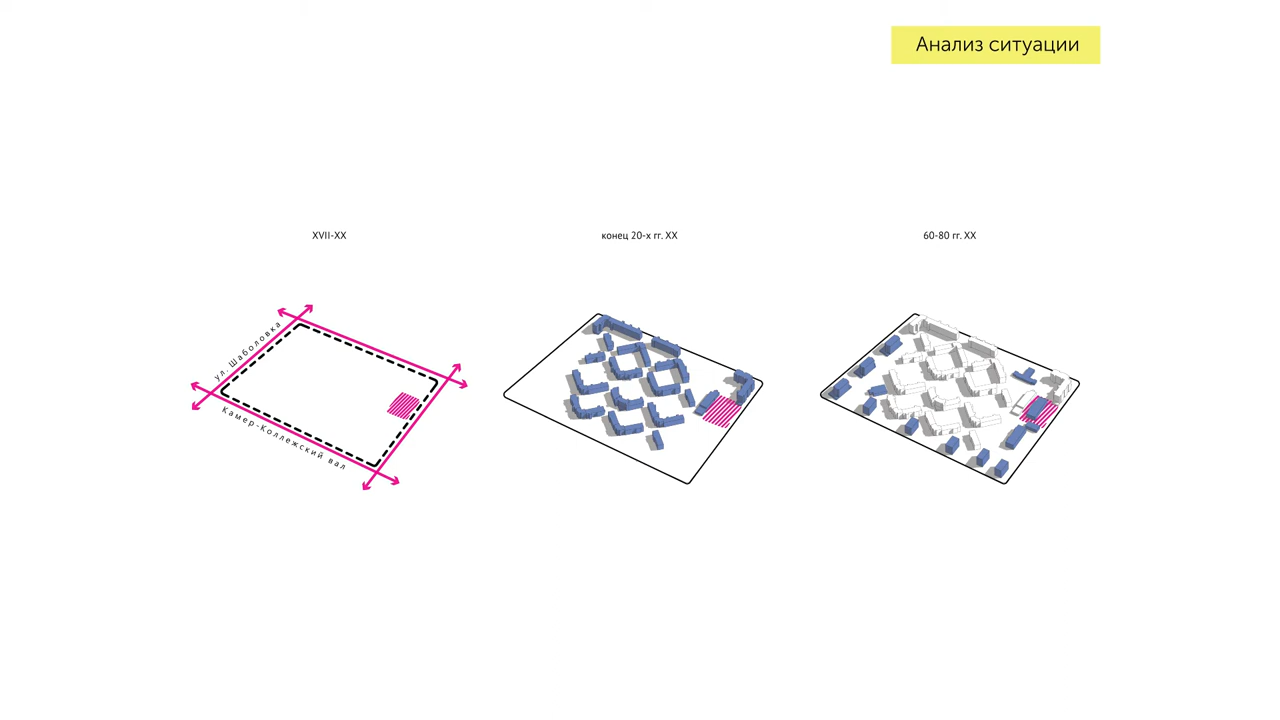 Анализ ситуации
XVII-XX
конец 20-х гг. XX
60-80 гг. XX
ул. Шаболовка
Камер-Коллежский вал